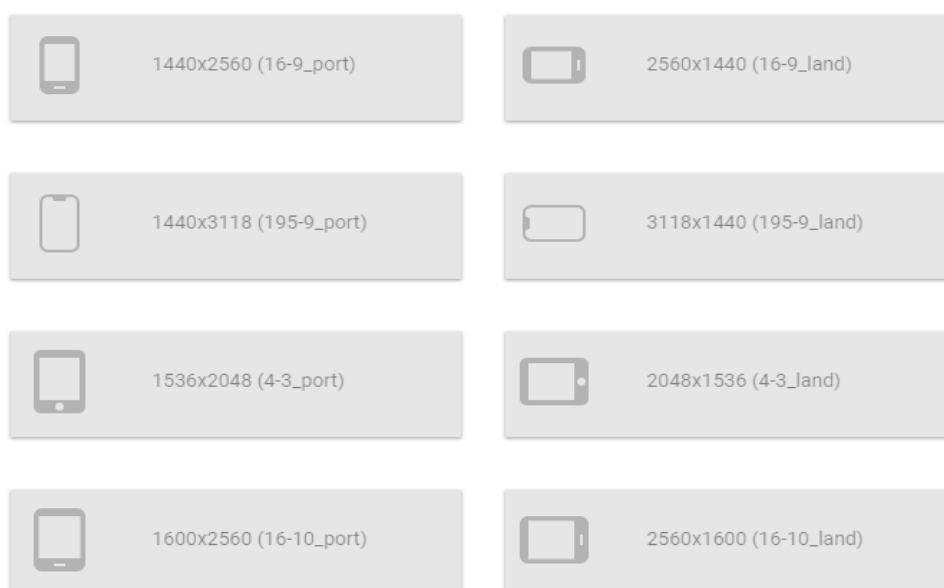 1440x2560 (16-9_port)
2560x1440 (16-9_land)
1440x3118 (195-9_port)
3118x1440 (195-9_land)
1536x2048 (4-3_port)
2048x1536 (4-3_land)
1600x2560 (16-10_port)
2560x1600 (16-10_land)